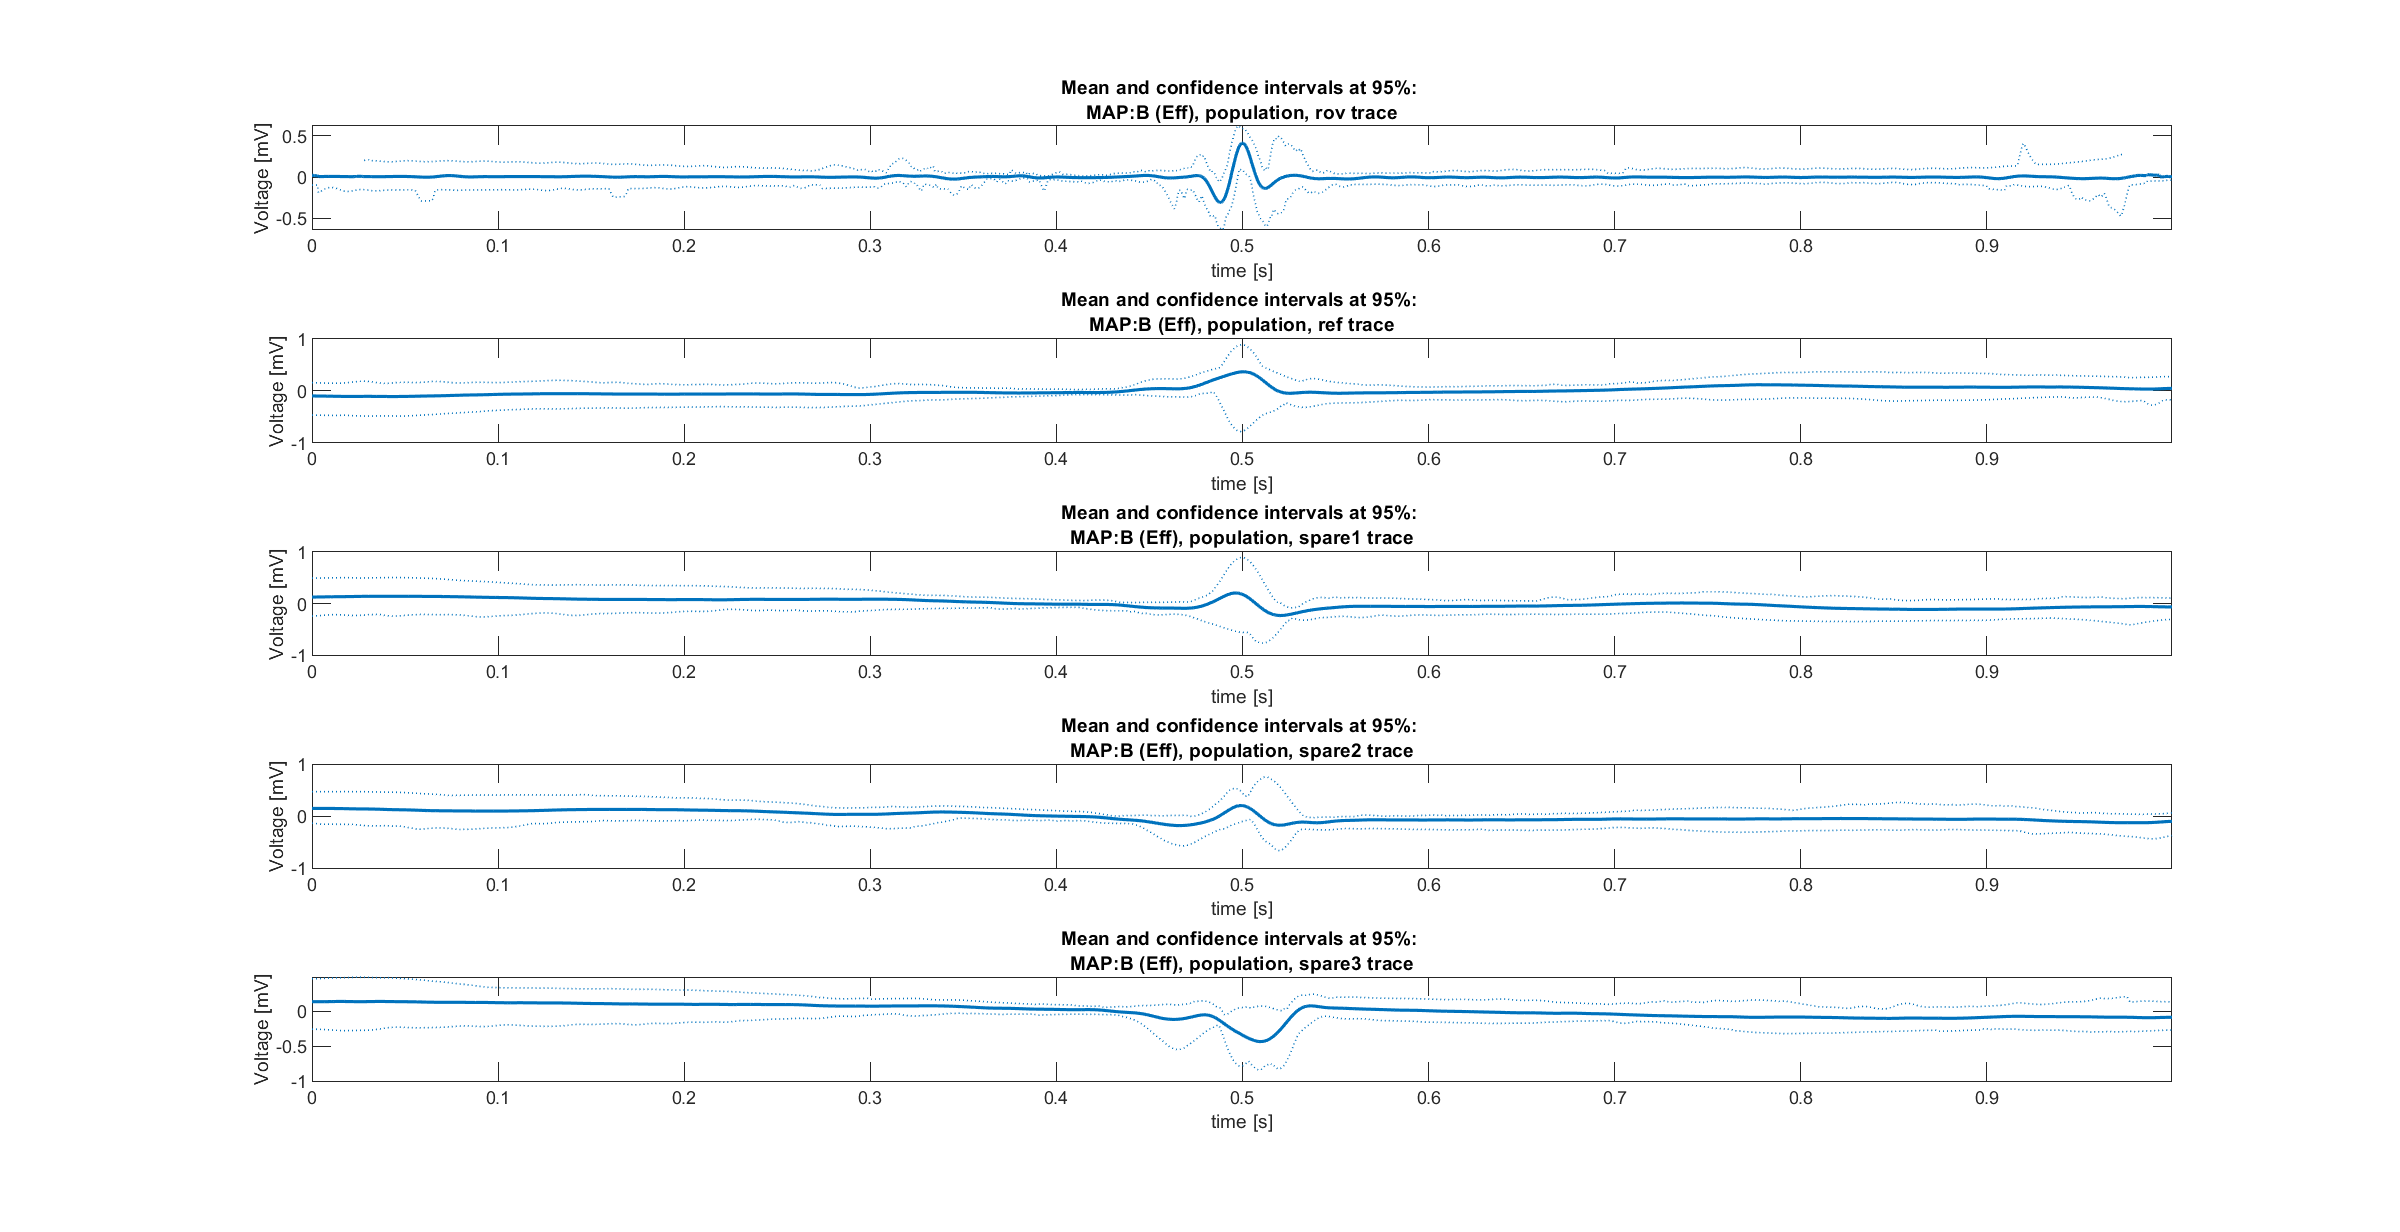 Mean and confidence intervals at 95%:
MAP:B (Eff), population, rov trace
Voltage [mV]
0.5
0
-0.5
0 0.1 0.2 0.3 0.4 0.5 0.6 0.7 0.8 0.9
time [s]
Mean and confidence intervals at 95%:
MAP:B (Eff), population, ref trace
Voltage [mV]
1
0
-1
0 0.1 0.2 0.3 0.4 0.5 0.6 0.7 0.8 0.9
time [s]
Mean and confidence intervals at 95%:
MAP:B (Eff), population, spare1 trace
Voltage [mV]
1
0
-1
0 0.1 0.2 0.3 0.4 0.5 0.6 0.7 0.8 0.9
time [s]
Mean and confidence intervals at 95%:
MAP:B (Eff), population, spare2 trace
Voltage [mV]
1
0
-1
0 0.1 0.2 0.3 0.4 0.5 0.6 0.7 0.8 0.9
time [s]
Mean and confidence intervals at 95%:
MAP:B (Eff), population, spare3 trace
Voltage [mV]
0
-0.5
-1
0 0.1 0.2 0.3 0.4 0.5 0.6 0.7 0.8 0.9
time [s]